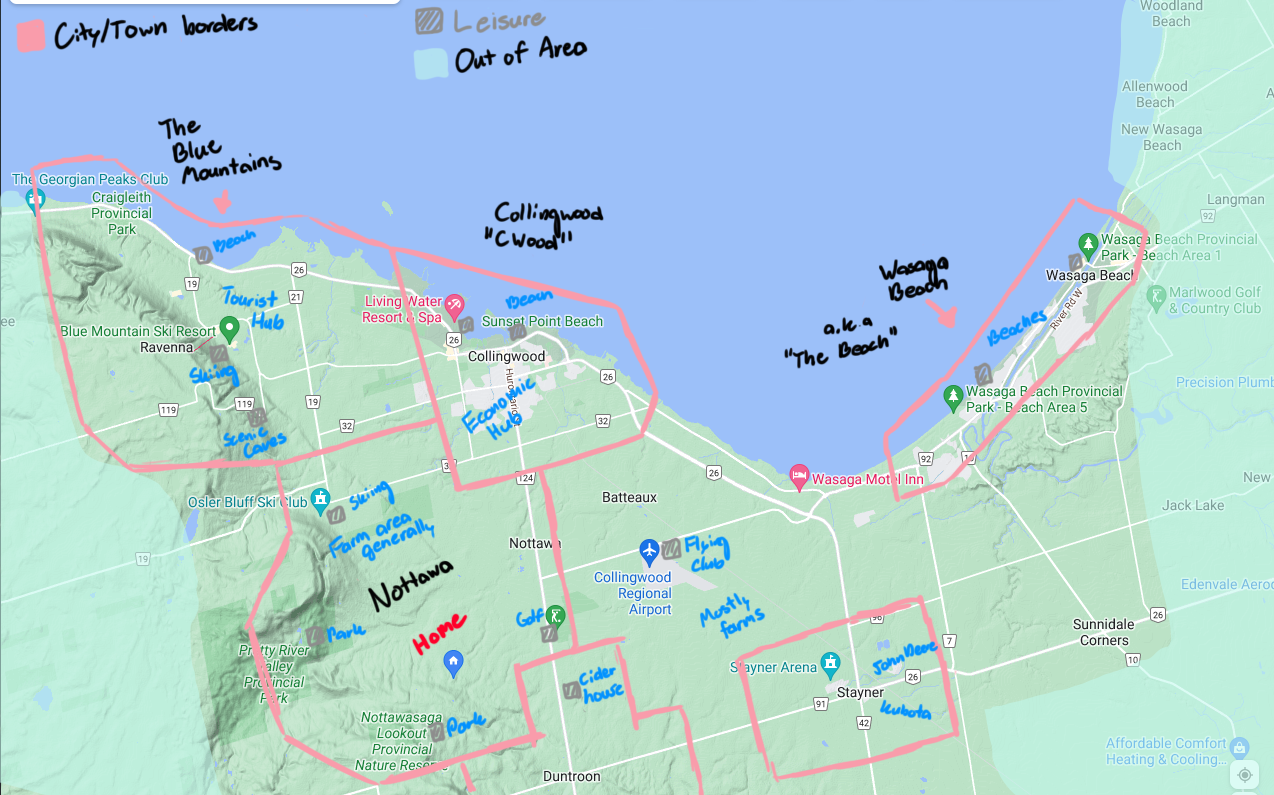 City/Town borders
Leisure
Out of Area
Woodland
Beach
Allenwood
Beach
New Wasaga
Beach
The
Blue
Mountains
The Georgian Peaks Club
Craigleith
Provincial
Park
Langman
92
Collingwood
"CWood"
Beach
26
Wasaga Beach Provincial
Park - Beach Area 1
Wasaga Beach
Wasaga
Beach
19
21
Tourist
Hub
Living Water
Resort & Spa
Beach
Sunset Point Beach
a.k.a
"The Beach"
Beaches
River Rd W
Marlwood Golf
& Country Club
Blue Mountain Ski Resort
Ravenna
26
Collingwood
Skiing
26
Huro
ntario
Economic
Hub
Precision Plumb
Wasaga Beach Provincial
Park - Beach Area 5
119
119
19
32
32
Scenic
Caves
92
26
124
Wasaga Motel Inn
Batteaux
Osler Bluff Ski Club
Skiing
New
Jack Lake
Farm area
generally
Nottawa
19
Flying
Club
Collingwood
Regional
Airport
Nottawa
Edenvale Aerod
Home
Golf
Mostly
farms
Park
Pretty River
Valley
Provincial
Park
96
26
Sunnidale
Corners
7
10
Stayner Arena
John Deere
26
Cider
house
Stayner
91
Kubota
42
Nottawasaga
Lookout
Provincial
Nature Reserve
Park
Duntroon
Affordable Comfort
Heating & Cooling...